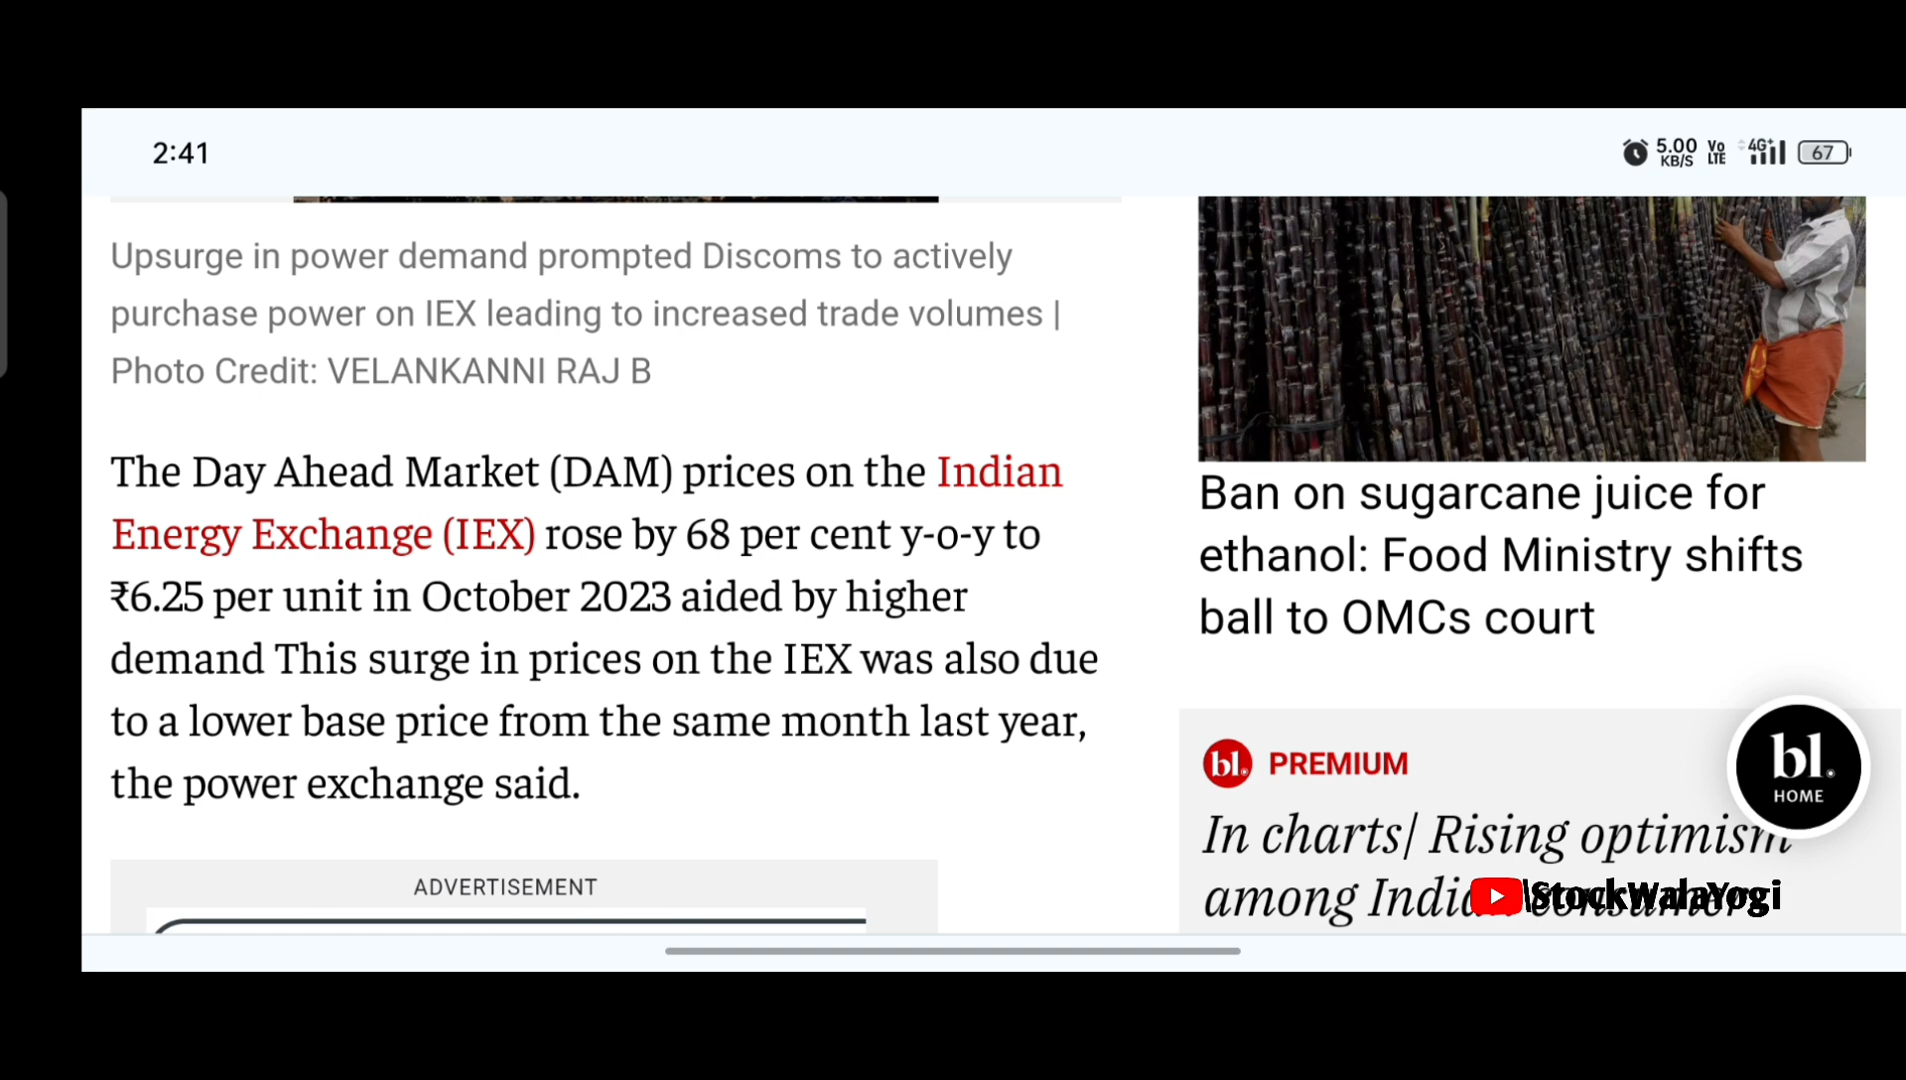 2:41
5.00
KB/S
Vo
LTE
4G+
67
Upsurge in power demand prompted Discoms to actively
purchase power on IEX leading to increased trade volumes |
Photo Credit: VELANKANNI RAJ B
The Day Ahead Market (DAM) prices on the Indian
Energy Exchange (IEX) rose by 68 per cent y-o-y to
₹6.25 per unit in October 2023 aided by higher
demand This surge in prices on the IEX was also due
to a lower base price from the same month last year,
the power exchange said.
ADVERTISEMENT
Ban on sugarcane juice for
ethanol: Food Ministry shifts
ball to OMCs court
bl. PREMIUM
bl.
HOME
In charts| Rising optimism
among Indian consumers
\StockWalaYogi